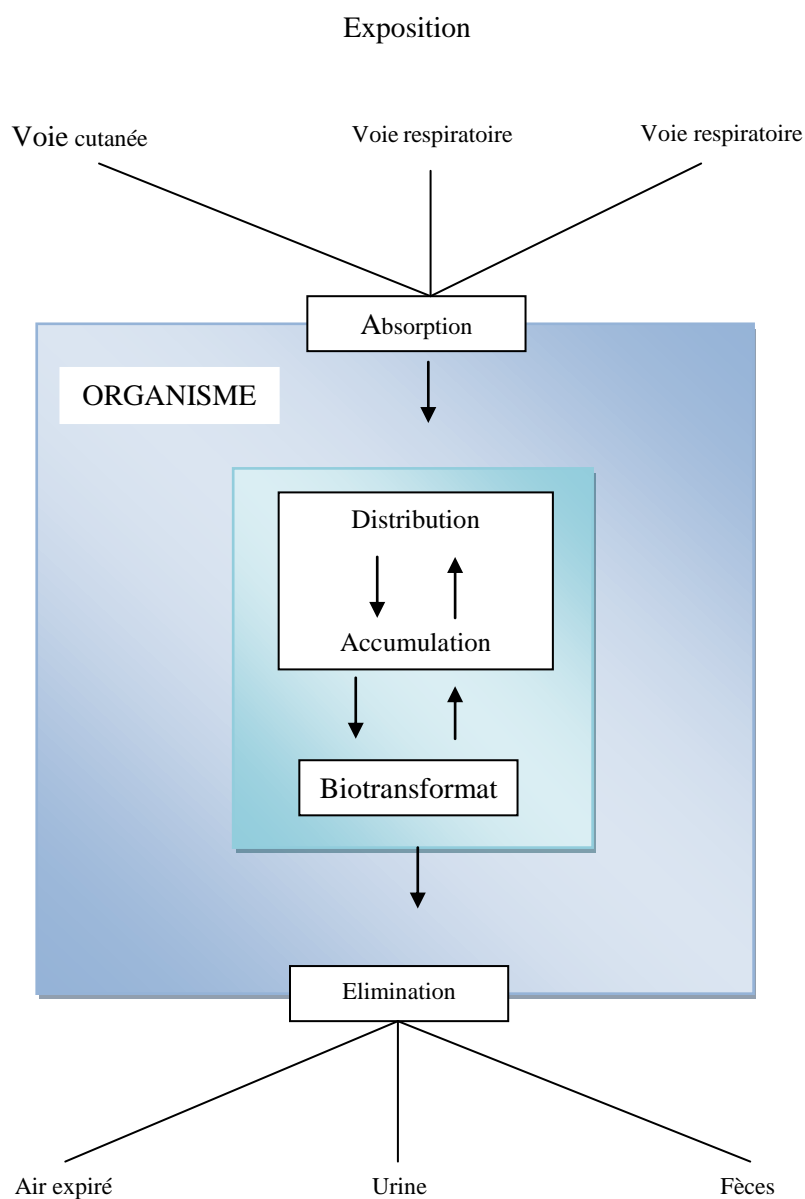 Exposition
Voie cutanée
Voie respiratoire
Voie respiratoire
Absorption
ORGANISME
Distribution
Accumulation
Biotransformat
Elimination
Air expiré
Urine
Fèces